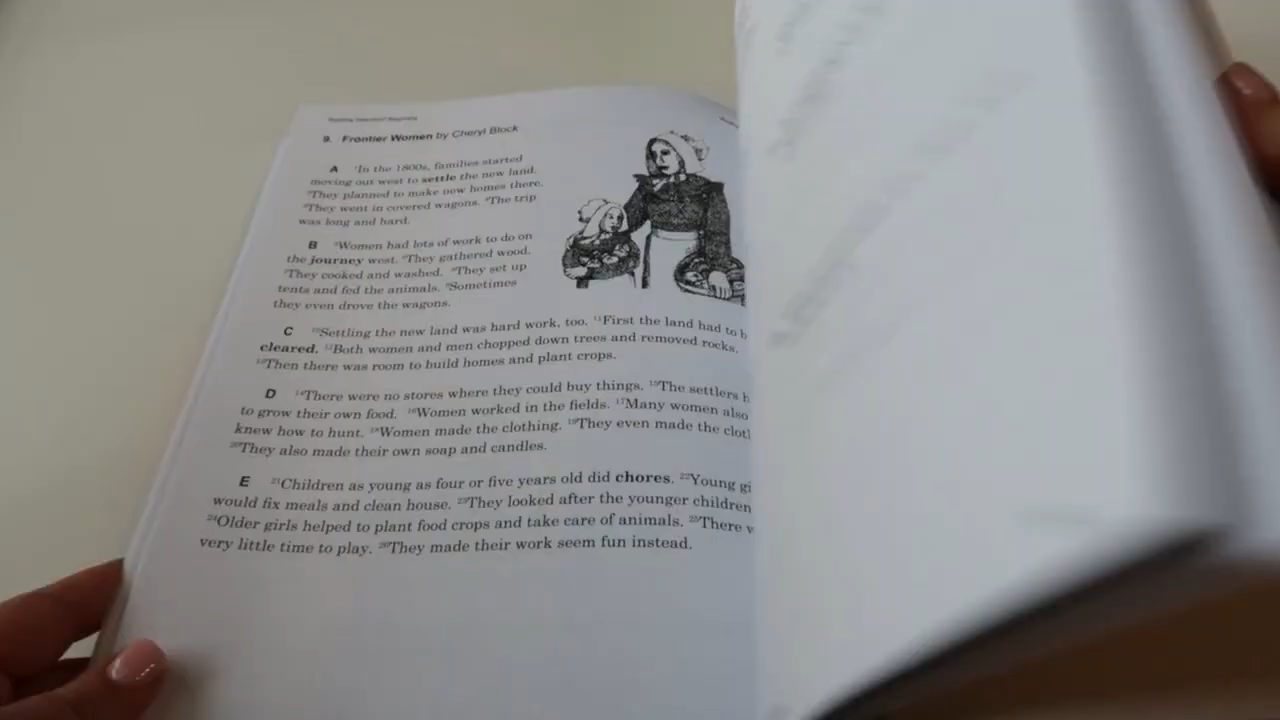 Reading Detective® Beginning
9. Frontier Women by Cheryl Block
A ¹In the 1800s, families started
moving out west to settle the new land.
²They planned to make new homes there.
³They went in covered wagons. ⁴The trip
was long and hard.
B ⁵Women had lots of work to do on
the journey west. ⁶They gathered wood.
⁷They cooked and washed. ⁸They set up
tents and fed the animals. ⁹Sometimes
they even drove the wagons.
C ¹⁰Settling the new land was hard work, too. ¹¹First the land had to b
cleared. ¹²Both women and men chopped down trees and removed rocks.
¹³Then there was room to build homes and plant crops.
D ¹⁴There were no stores where they could buy things. ¹⁵The settlers h
to grow their own food. ¹⁶Women worked in the fields. ¹⁷Many women also
knew how to hunt. ¹⁸Women made the clothing. ¹⁹They even made the clot
²⁰They also made their own soap and candles.
E ²¹Children as young as four or five years old did chores. ²²Young gi
would fix meals and clean house. ²³They looked after the younger children
²⁴Older girls helped to plant food crops and take care of animals. ²⁵There w
very little time to play. ²⁶They made their work seem fun instead.